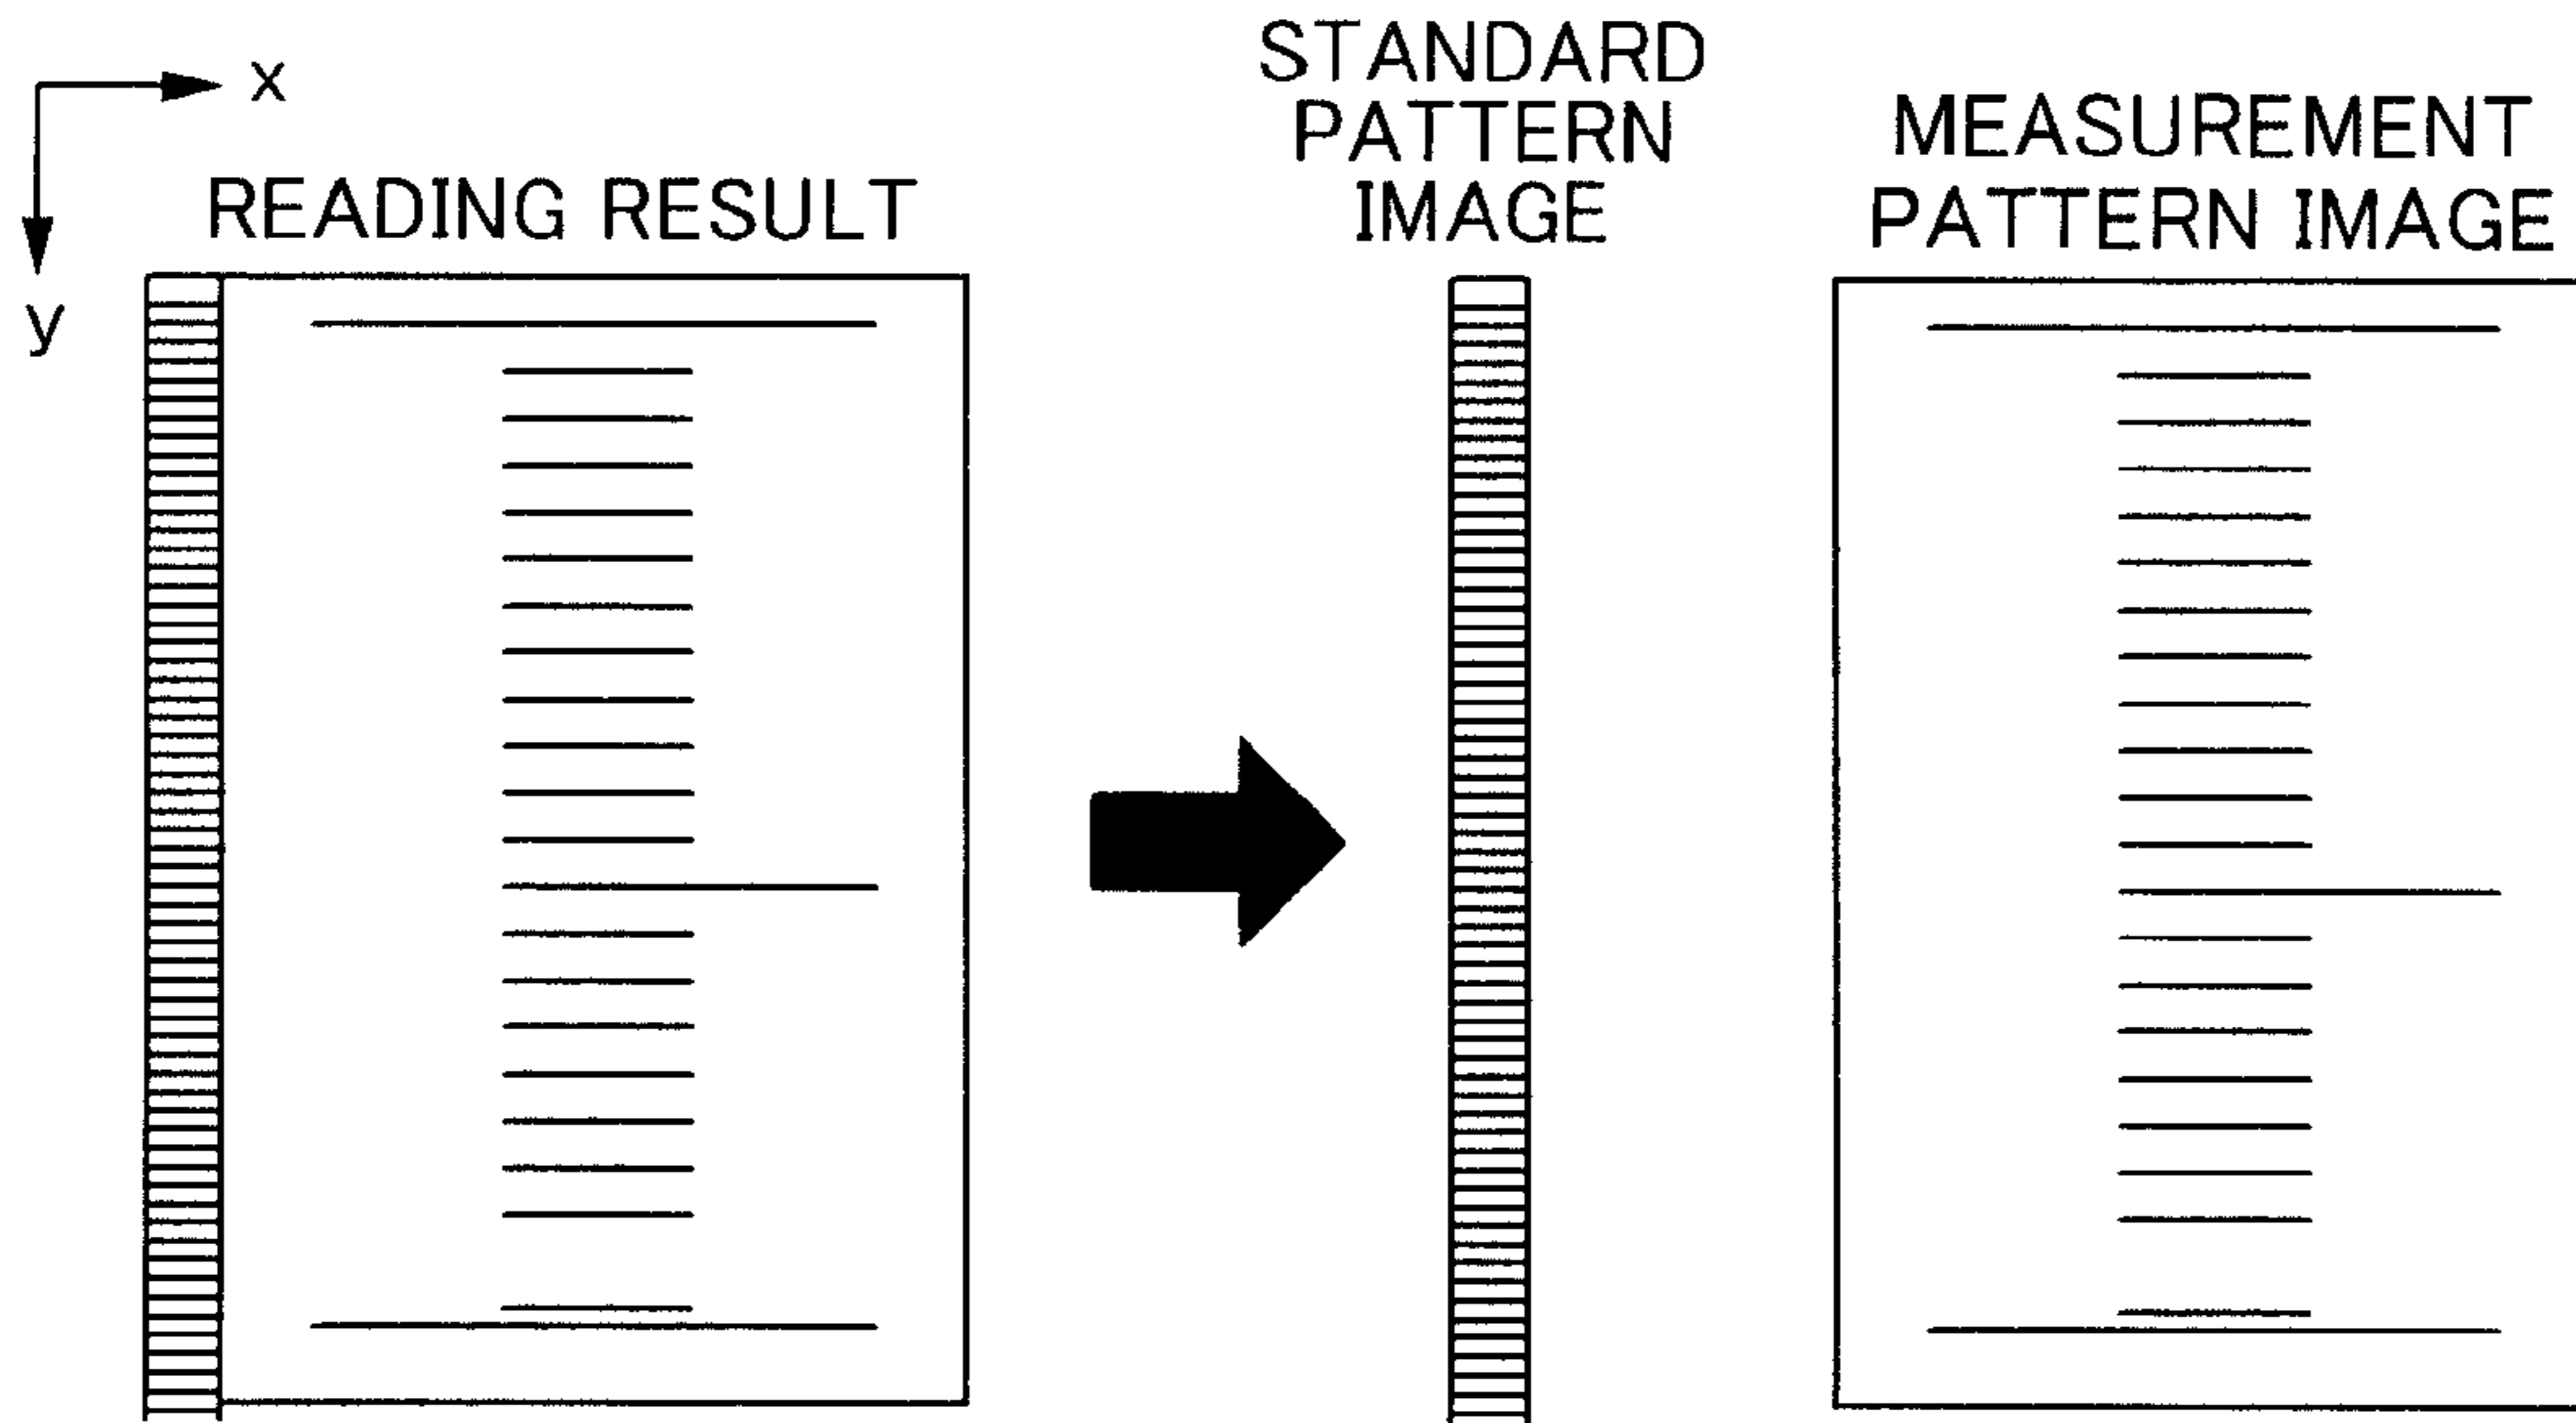 x
y
READING RESULT
STANDARD
PATTERN
IMAGE
MEASUREMENT
PATTERN IMAGE